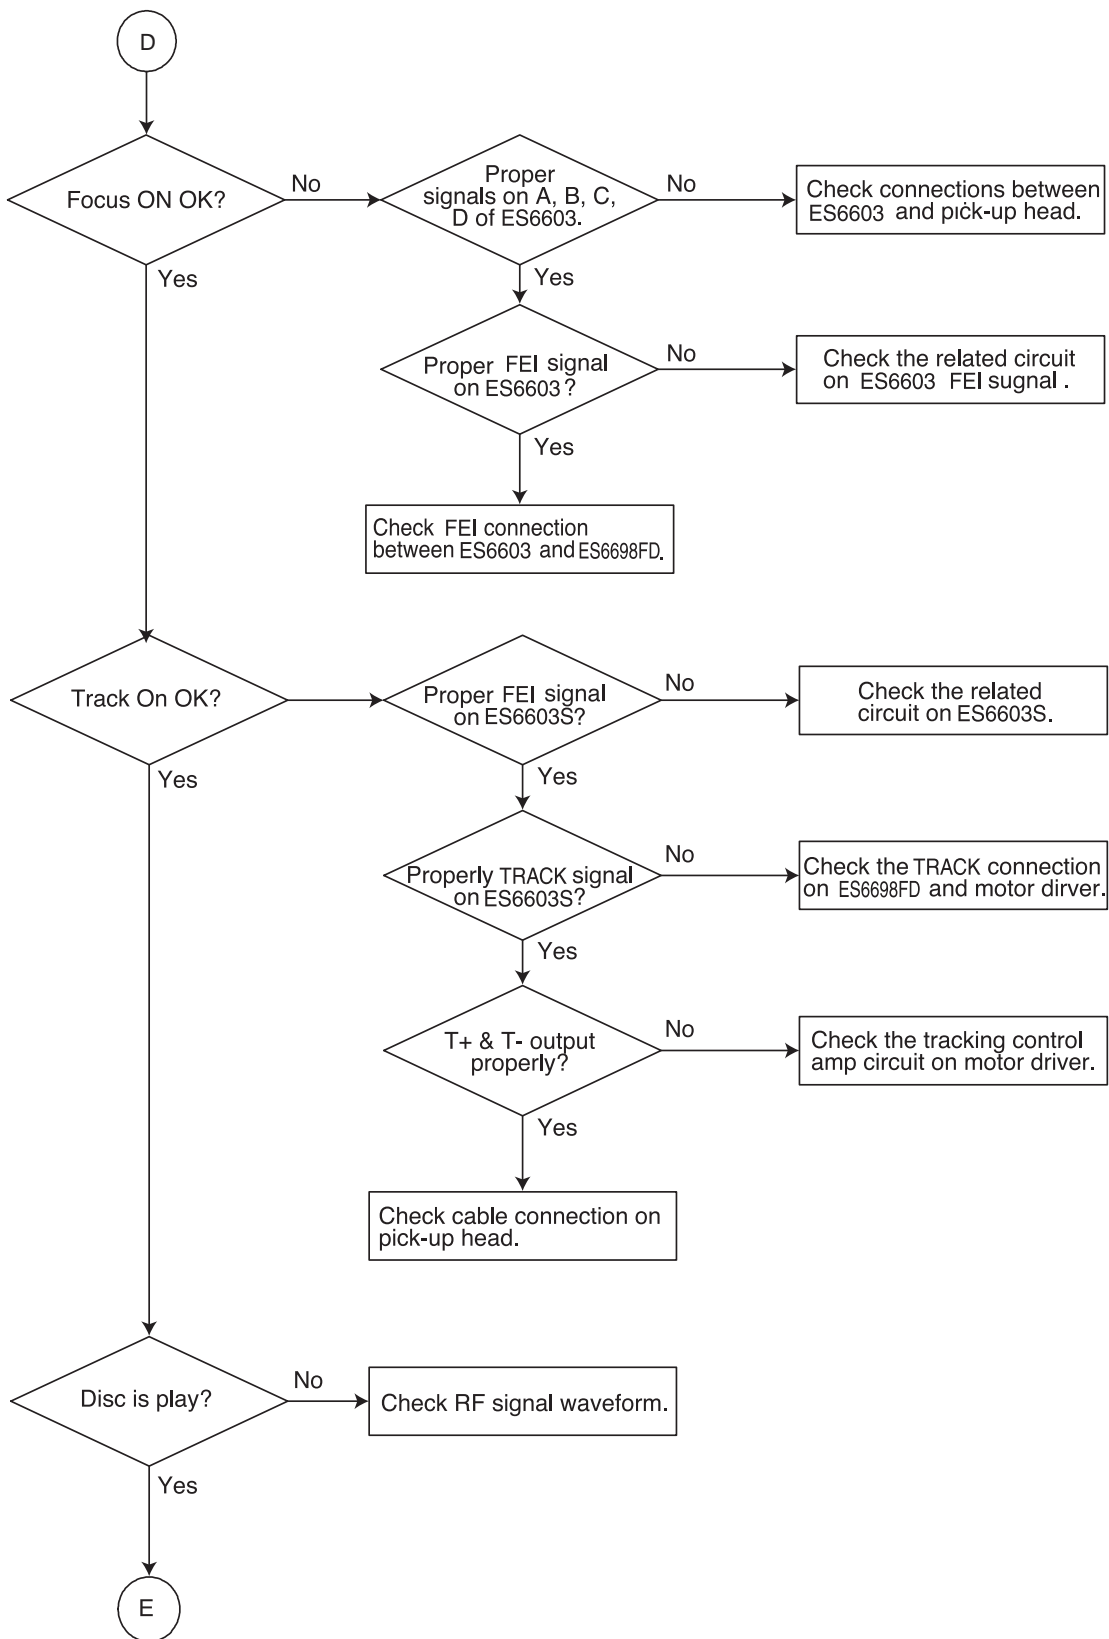 D
Focus ON OK?
No
Proper
signals on A, B, C,
D of ES6603.
No
Check connections between
ES6603 and pick-up head.
Yes
Yes
Proper FEI signal
on ES6603 ?
No
Check the related circuit
on ES6603 FEI sugnal .
Yes
Check FEI connection
between ES6603 and ES6698FD.
Track On OK?
Proper FEI signal
on ES6603S?
No
Check the related
circuit on ES6603S.
Yes
Yes
Properly TRACK signal
on ES6603S?
No
Check the TRACK connection
on ES6698FD and motor dirver.
Yes
T+ & T- output
properly?
No
Check the tracking control
amp circuit on motor driver.
Yes
Check cable connection on
pick-up head.
Disc is play?
No
Check RF signal waveform.
Yes
E